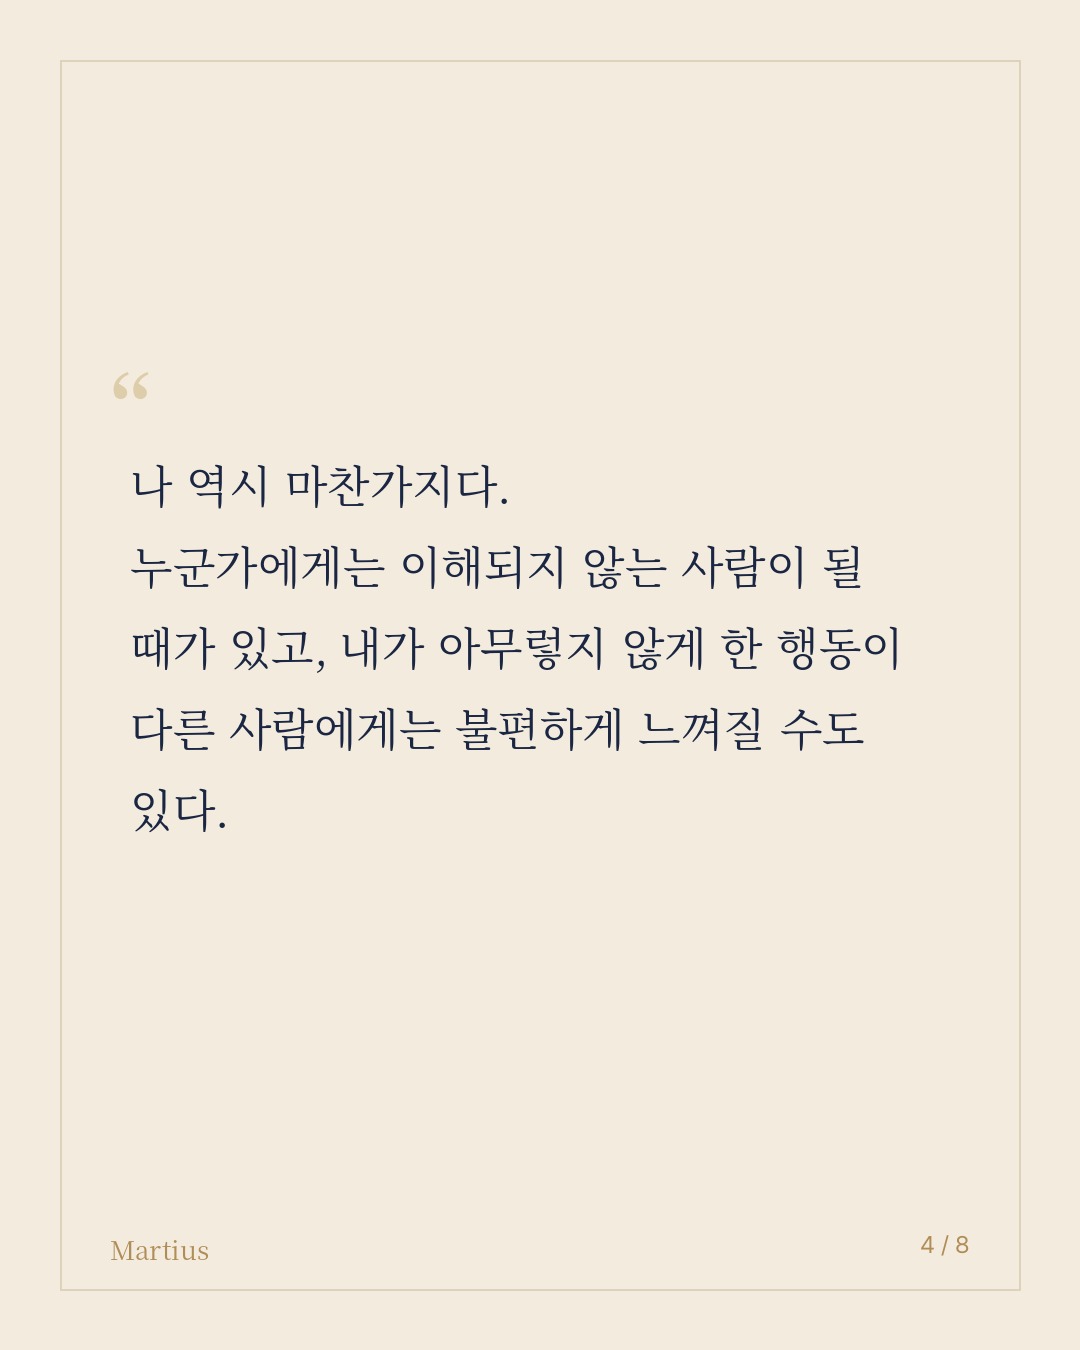 “
나 역시 마찬가지다.
누군가에게는 이해되지 않는 사람이 될
때가 있고, 내가 아무렇지 않게 한 행동이
다른 사람에게는 불편하게 느껴질 수도
있다.
Martius
4 / 8